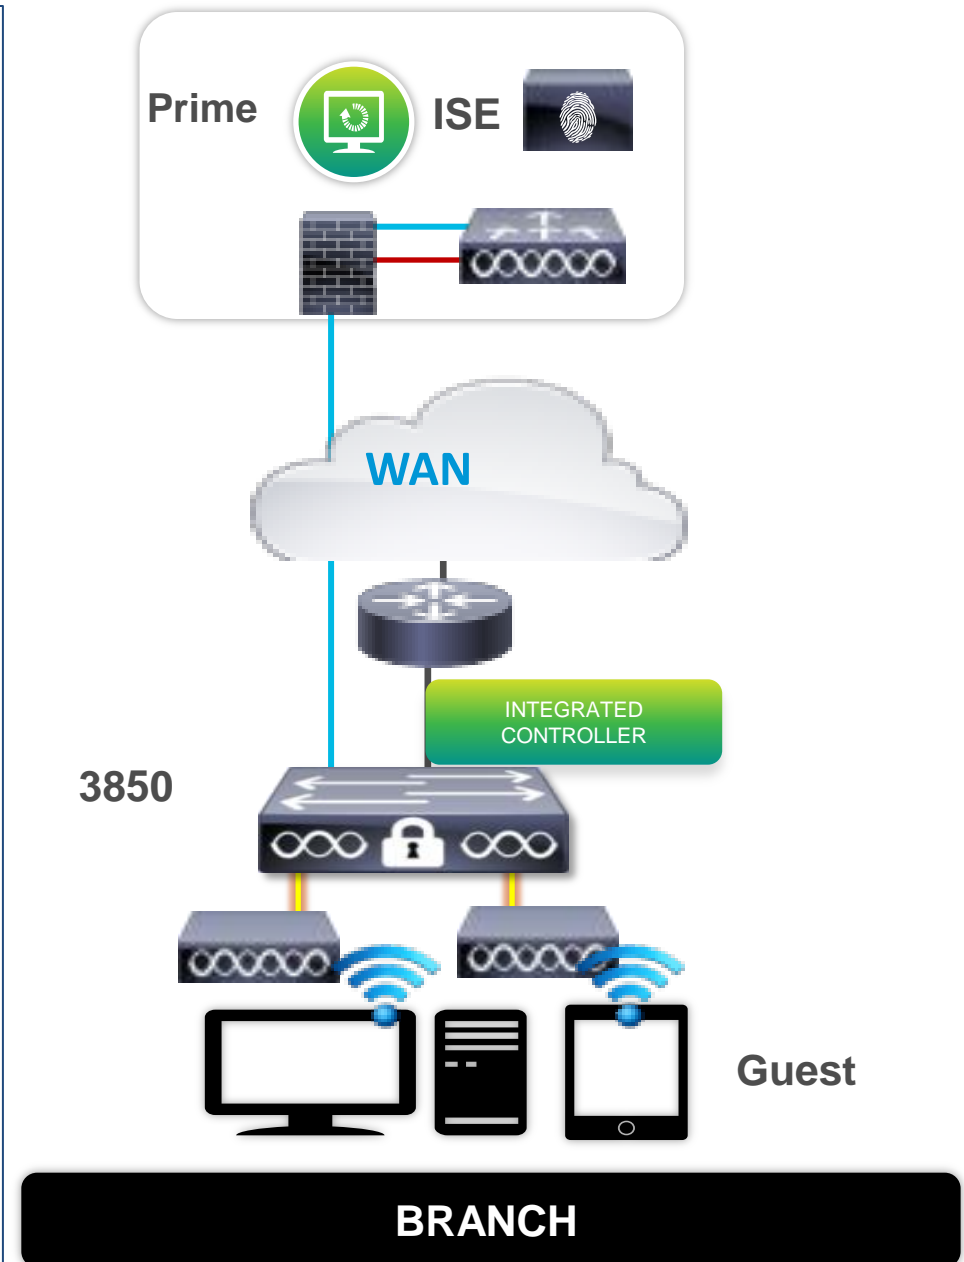 Prime
ISE
WAN
INTEGRATED
CONTROLLER
3850
Guest
BRANCH